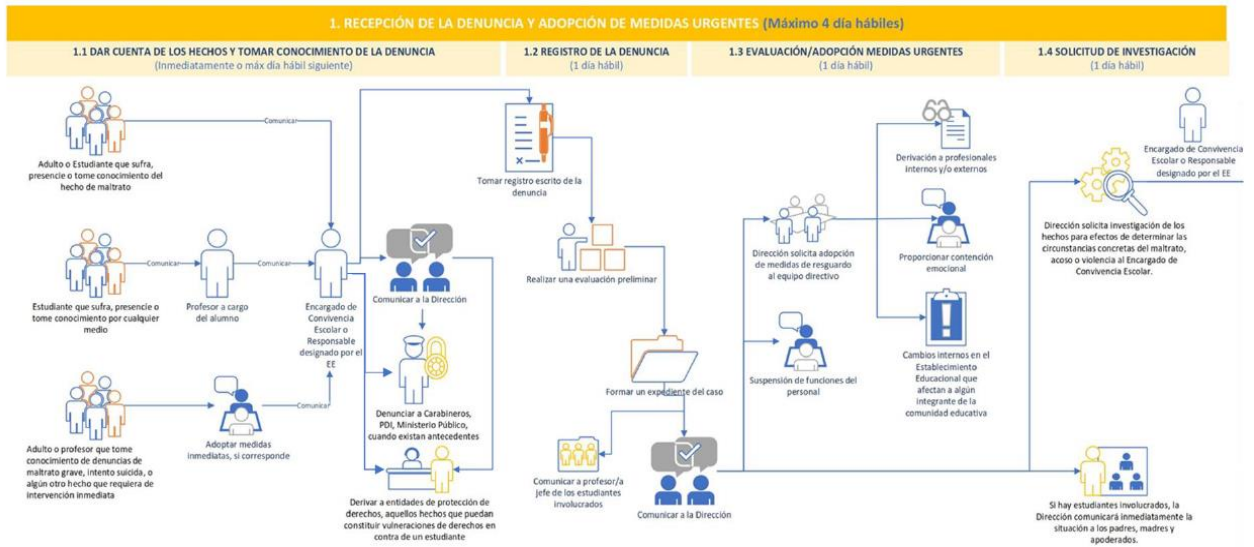 1. RECEPCIÓN DE LA DENUNCIA Y ADOPCIÓN DE MEDIDAS URGENTES (Máximo 4 día hábiles)
1.1 DAR CUENTA DE LOS HECHOS Y TOMAR CONOCIMIENTO DE LA DENUNCIA
(Inmediatamente o máx día hábil siguiente)
1.2 REGISTRO DE LA DENUNCIA
(1 día hábil)
1.3 EVALUACIÓN/ADOPCIÓN MEDIDAS URGENTES
(1 día hábil)
1.4 SOLICITUD DE INVESTIGACIÓN
(1 día hábil)
Comunicar
Adulto o Estudiante que sufra,
presencie o tome conocimiento del
hecho de maltrato
Comunicar
Comunicar
Estudiante que sufra, presencie o
tome conocimiento por cualquier
medio
Profesor a cargo
del alumno
Encargado de
Convivencia
Escolar o
Responsable
designado por el
EE
Comunicar
Adulto o profesor que tome
conocimiento de denuncias de
maltrato grave, intento suicida, o
algún otro hecho que requiera de
intervención inmediata
Adoptar medidas
inmediatas, si corresponde
Comunicar a la Dirección
Denunciar a Carabineros,
PDI, Ministerio Público,
cuando existan antecedentes
Derivar a entidades de protección de
derechos, aquellos hechos que puedan
constituir vulneraciones de derechos en
contra de un estudiante
Tomar registro escrito de la
denuncia
Realizar una evaluación preliminar
Formar un expediente del caso
Comunicar a profesor/a
jefe de los estudiantes
involucrados
Comunicar a la Dirección
Dirección solicita adopción
de medidas de resguardo
al equipo directivo
Suspensión de funciones del
personal
Derivación a profesionales
internos y/o externos
Proporcionar contención
emocional
Cambios internos en el
Establecimiento
Educacional que
afectan a algún
integrante de la
comunidad educativa
Encargado de Convivencia
Escolar o Responsable
designado por el EE
Dirección solicita investigación de los
hechos para efectos de determinar las
circunstancias concretas del maltrato,
acoso o violencia al Encargado de
Convivencia Escolar.
Si hay estudiantes involucrados, la
Dirección comunicará inmediatamente la
situación a los padres, madres y
apoderados.